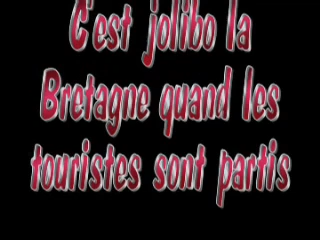 C'est jolibo la
Bretagne quand les
touristes sont partis